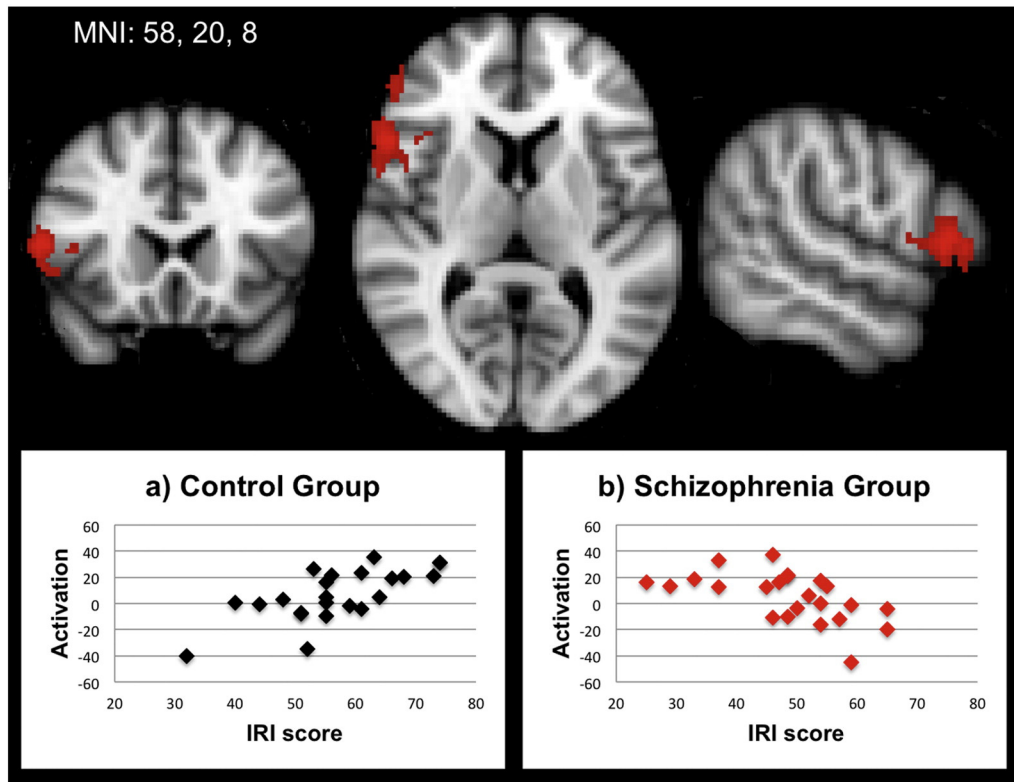 MNI: 58, 20, 8
a) Control Group
60
40
20
0
-20
-40
-60
Activation
20 30 40 50 60 70 80
IRI score
b) Schizophrenia Group
60
40
20
0
-20
-40
-60
Activation
20 30 40 50 60 70 80
IRI score